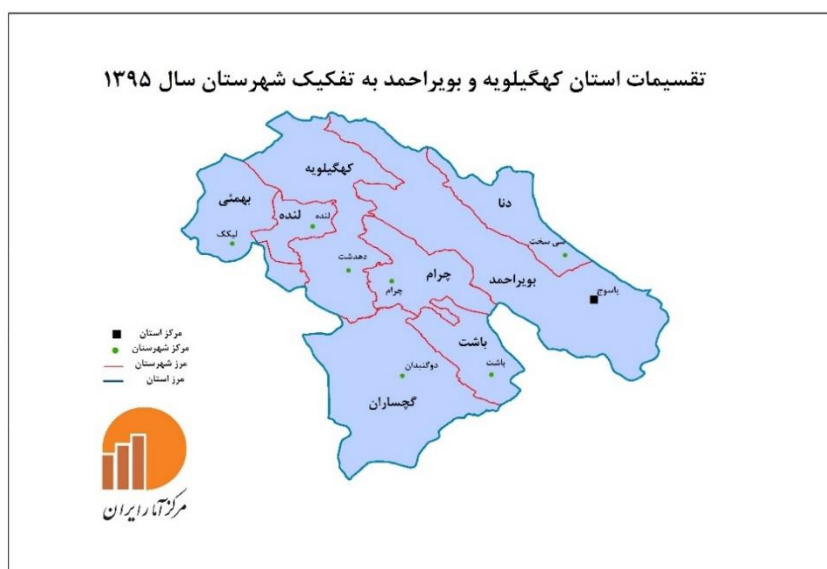 تقسیمات استان کهگیلویه و بویراحمد به تفکیک شهرستان سال ۱۳۹۵
کهگیلویه
بهمئی
دنا
لنده
لنده
لیکک
سی سخت
دهدشت
چرام
چرام
بویراحمد
یاسوج
باشت
باشت
دوگنبدان
گچساران
مرکز استان
مرکز شهرستان
مرز شهرستان
مرز استان
مرکز آمار ایران